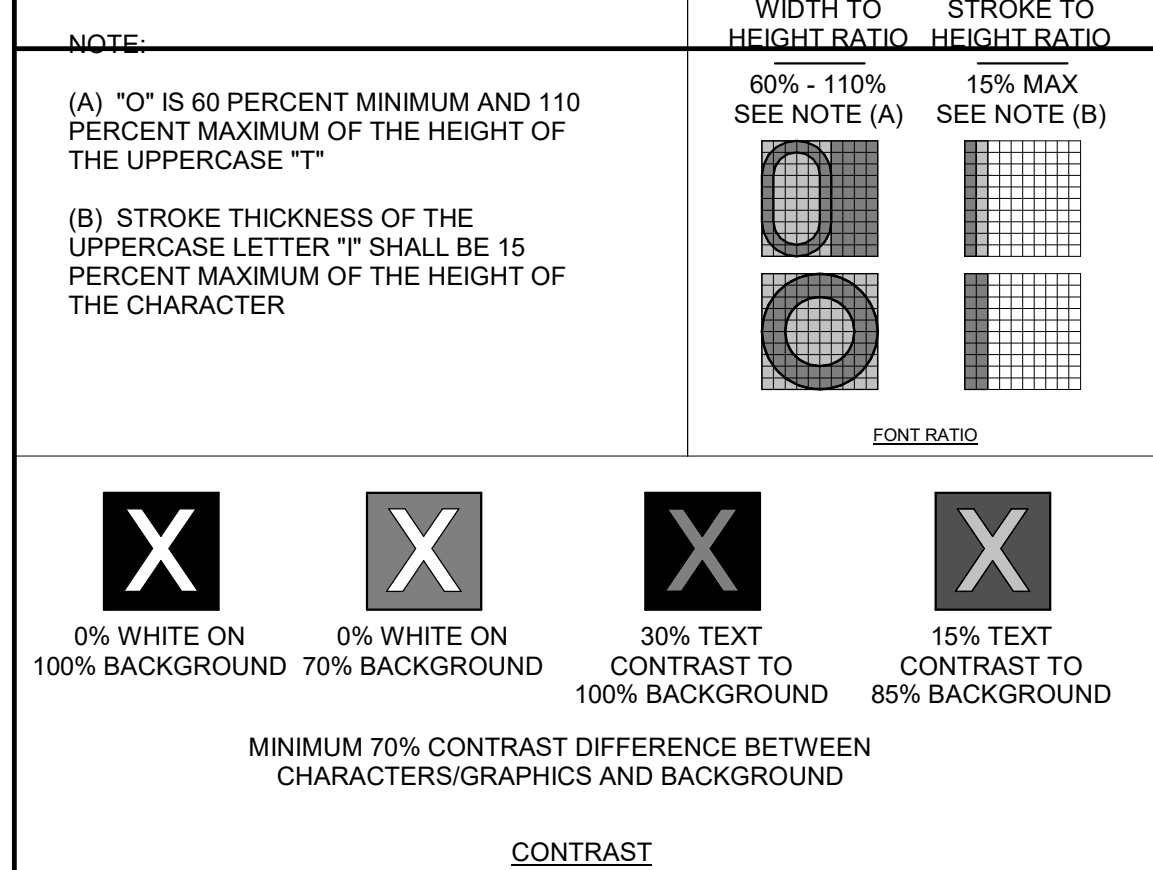 NOTE:
(A) "O" IS 60 PERCENT MINIMUM AND 110
PERCENT MAXIMUM OF THE HEIGHT OF
THE UPPERCASE "T"
(B) STROKE THICKNESS OF THE
UPPERCASE LETTER "I" SHALL BE 15
PERCENT MAXIMUM OF THE HEIGHT OF
THE CHARACTER
WIDTH TO
HEIGHT RATIO
60% - 110%
SEE NOTE (A)
STROKE TO
HEIGHT RATIO
15% MAX
SEE NOTE (B)
FONT RATIO
X
0% WHITE ON
100% BACKGROUND
X
0% WHITE ON
70% BACKGROUND
X
30% TEXT
CONTRAST TO
100% BACKGROUND
X
15% TEXT
CONTRAST TO
85% BACKGROUND
MINIMUM 70% CONTRAST DIFFERENCE BETWEEN
CHARACTERS/GRAPHICS AND BACKGROUND
CONTRAST